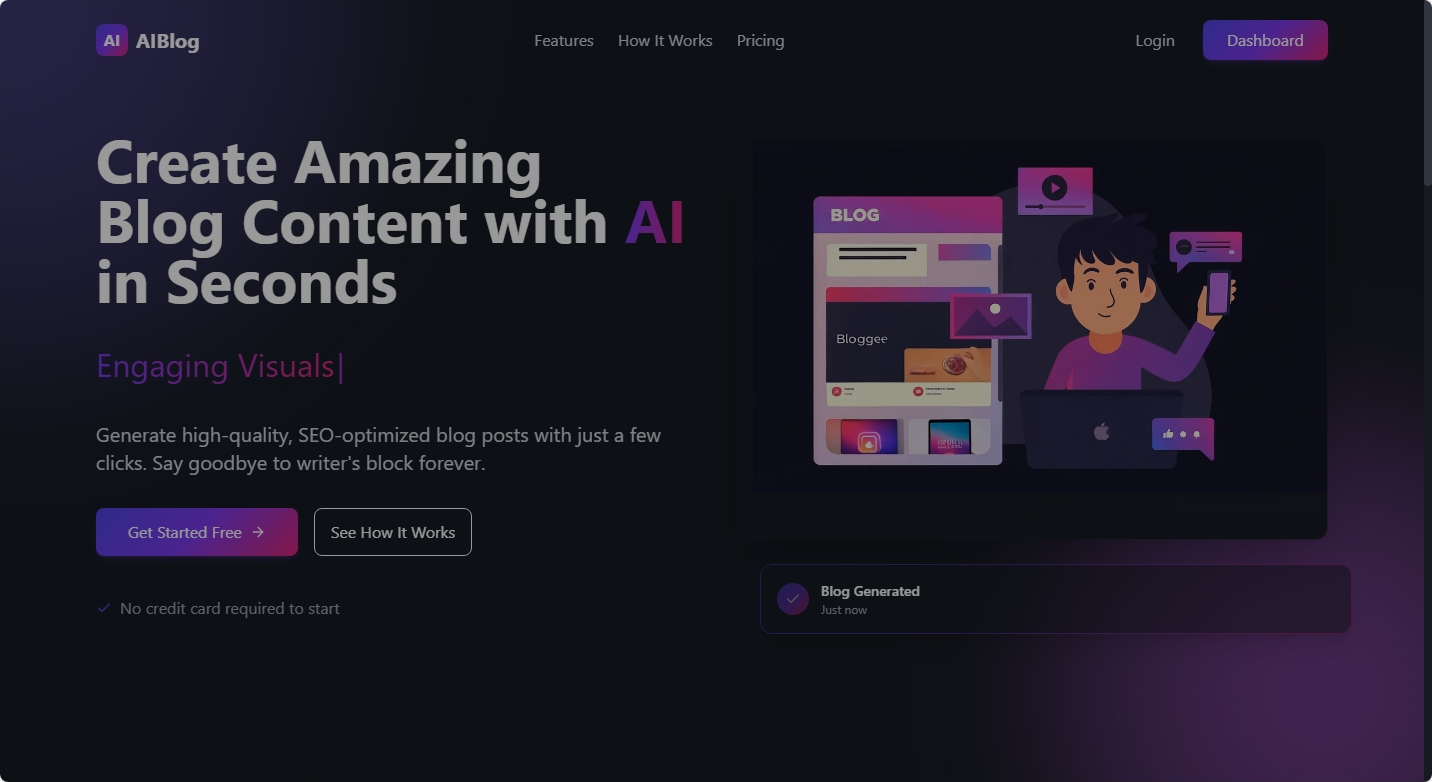 AI AIBlog
Features
How It Works
Pricing
Login
Dashboard
Create Amazing
Blog Content with AI
in Seconds
Engaging Visuals|
Generate high-quality, SEO-optimized blog posts with just a few
clicks. Say goodbye to writer's block forever.
Get Started Free →
See How It Works
No credit card required to start
BLOG
Bloggee
Blog Generated
Just now